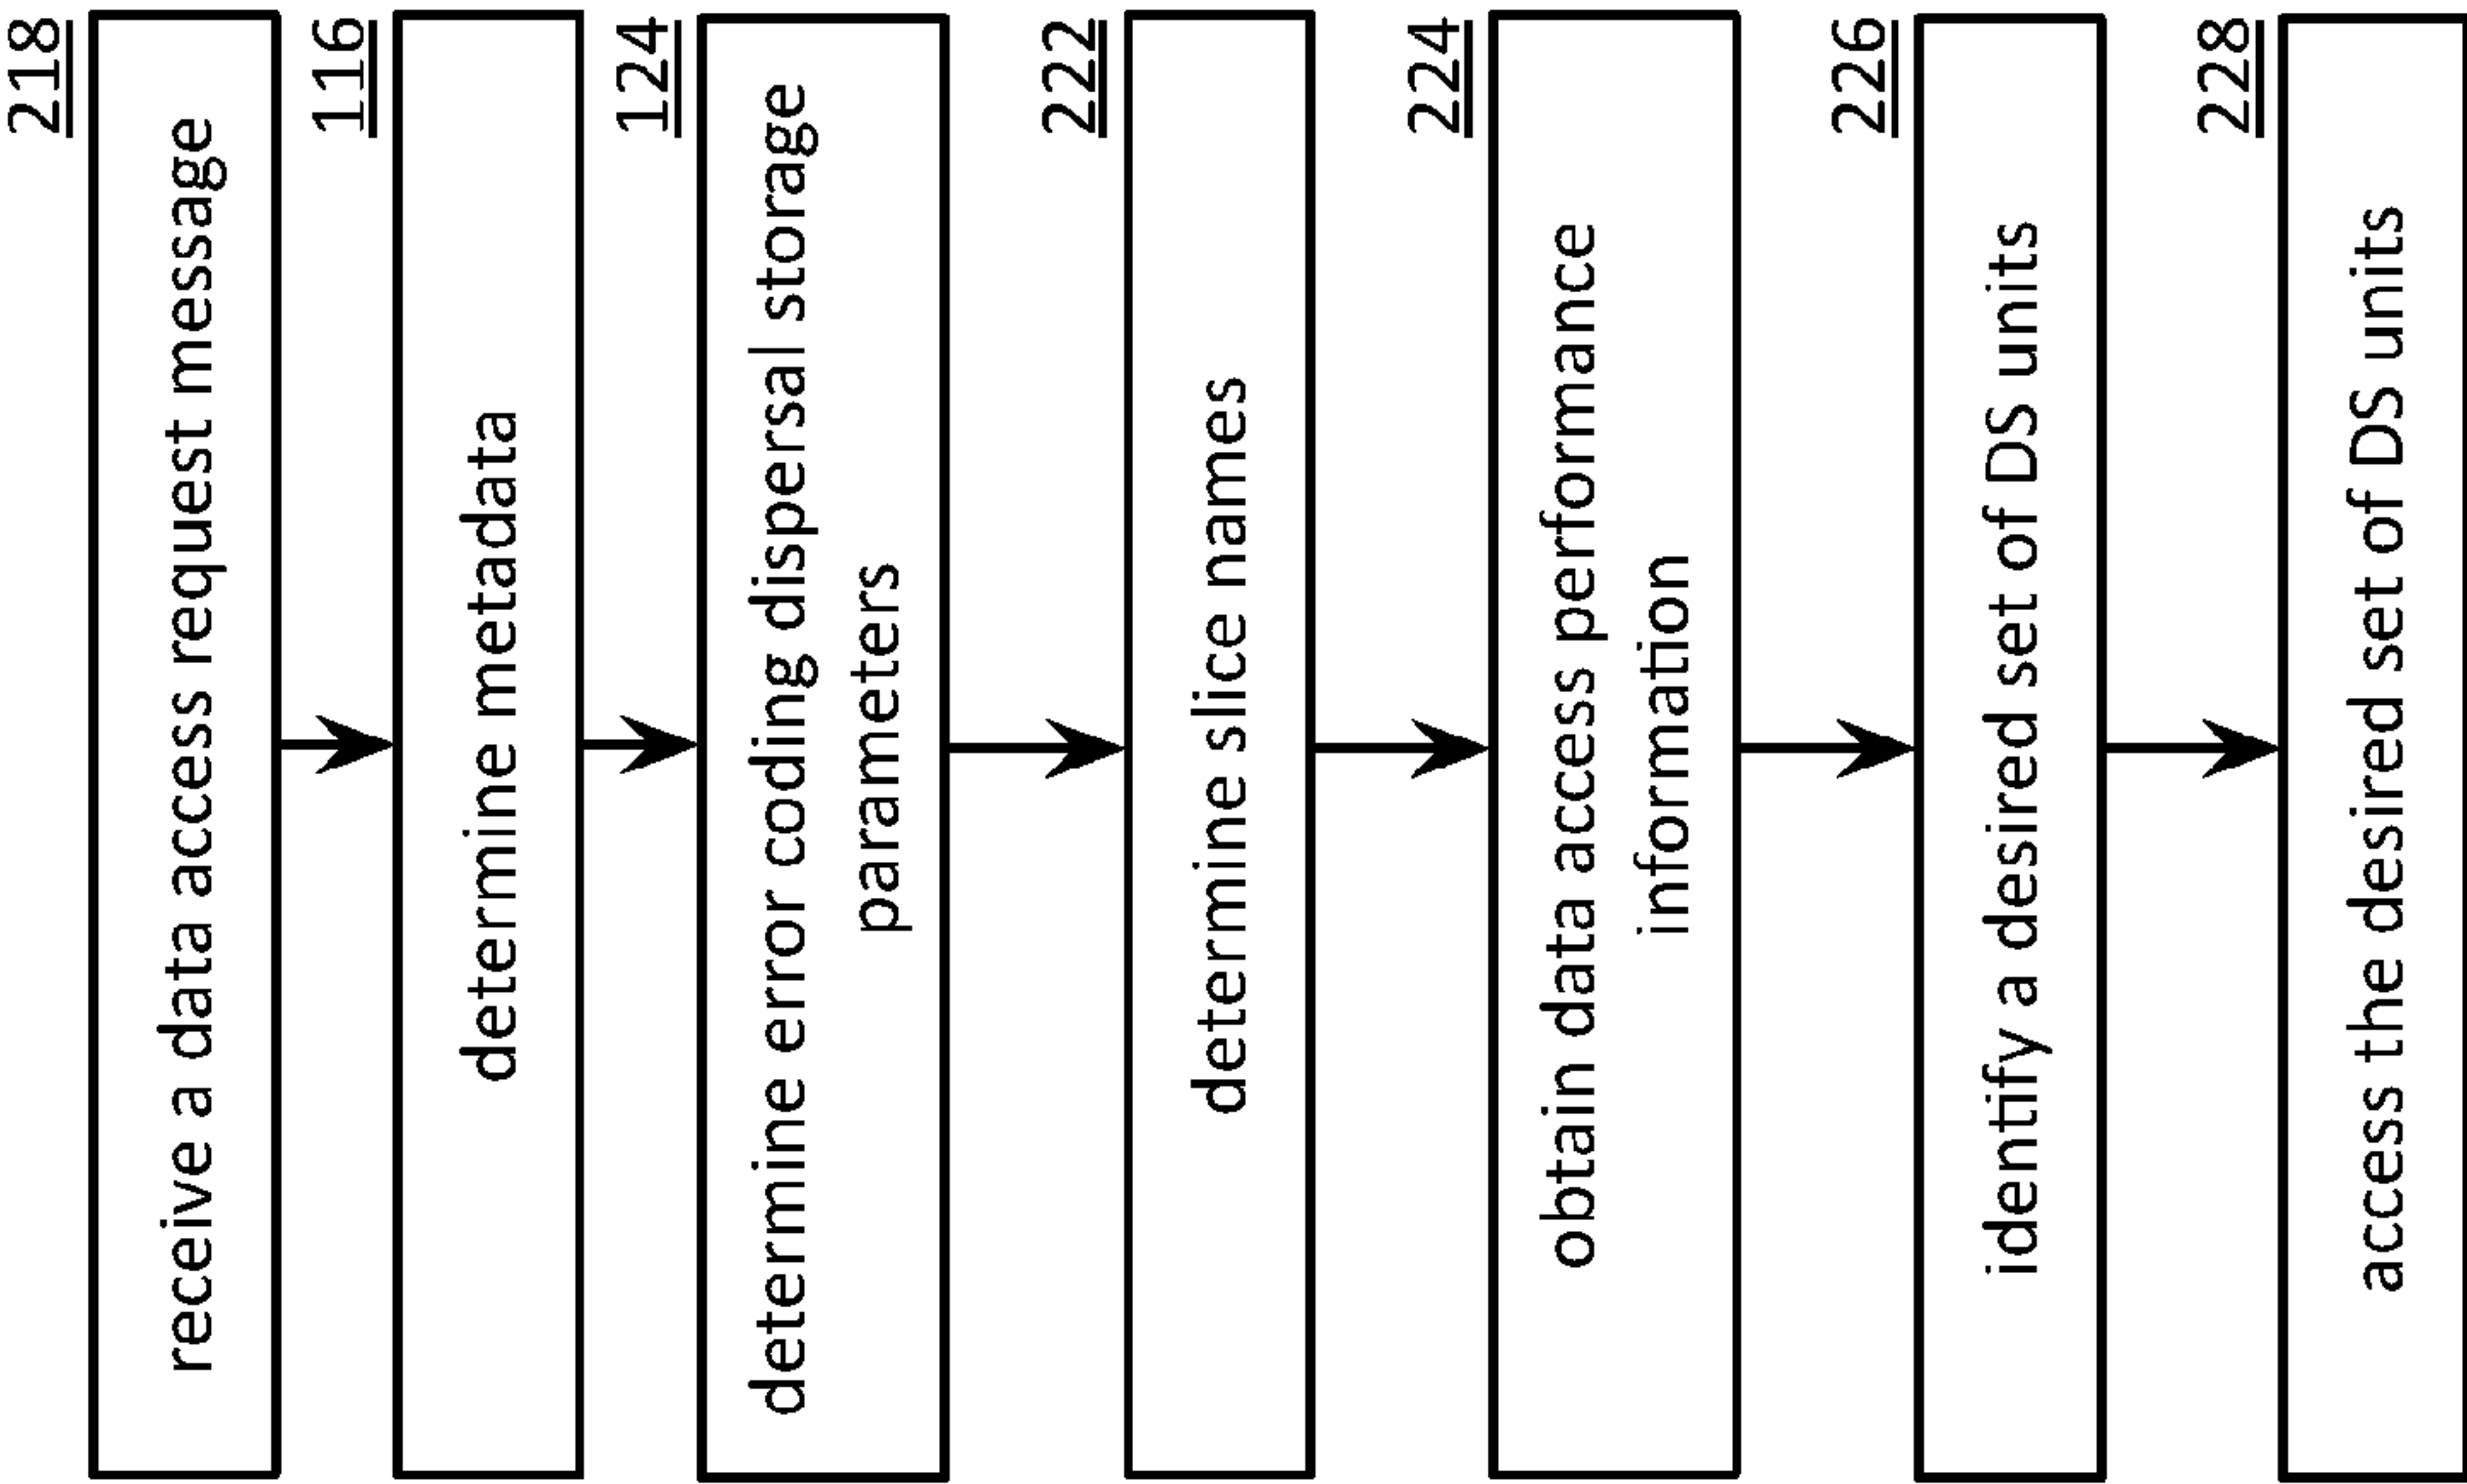 218
receive a data access request message
116
determine metadata
124
determine error coding dispersal storage
parameters
222
determine slice names
224
obtain data access performance
information
226
identify a desired set of DS units
228
access the desired set of DS units